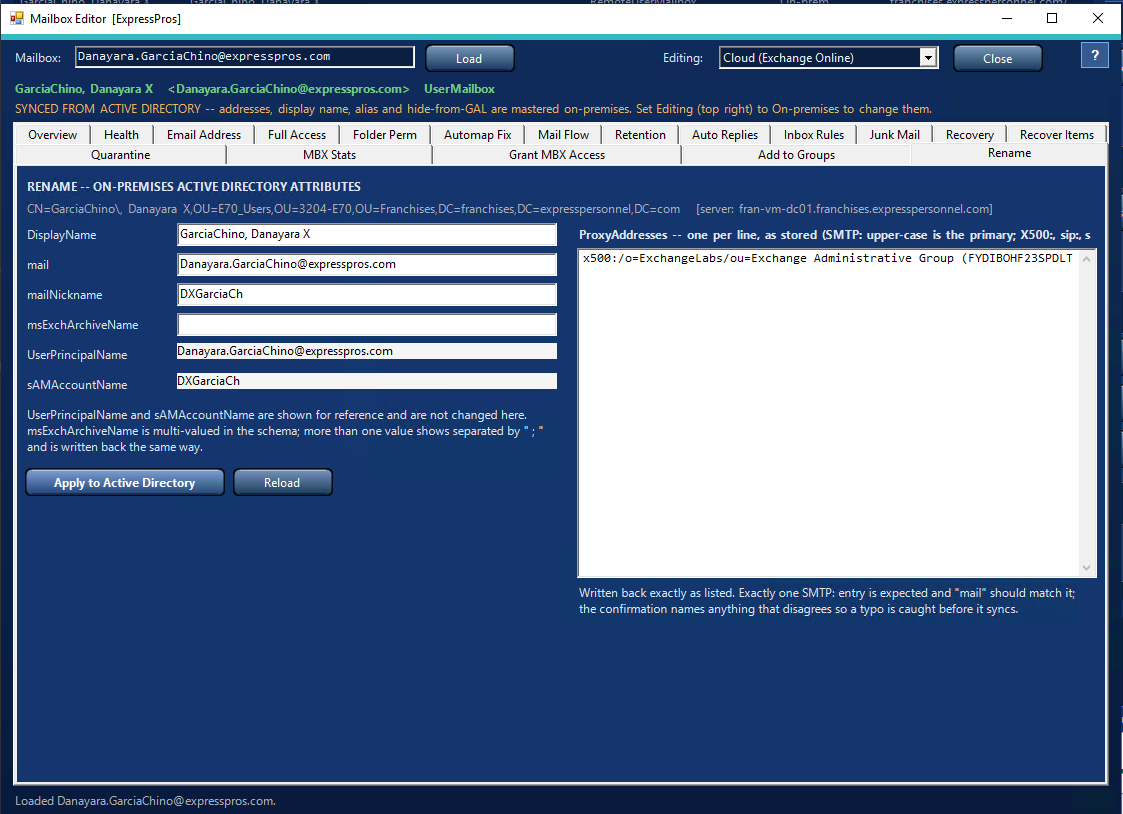 Mailbox Editor [ExpressPros]
Mailbox: Danayara.GarciaChino@expresspros.com Load Editing: Cloud (Exchange Online) Close ?
GarciaChino, Danayara X <Danayara.GarciaChino@expresspros.com> UserMailbox
SYNCED FROM ACTIVE DIRECTORY -- addresses, display name, alias and hide-from-GAL are mastered on-premises. Set Editing (top right) to On-premises to change them.
Overview Health Email Address Full Access Folder Perm Automap Fix Mail Flow Retention Auto Replies Inbox Rules Junk Mail Recovery Recover Items
Quarantine MBX Stats Grant MBX Access Add to Groups Rename
RENAME -- ON-PREMISES ACTIVE DIRECTORY ATTRIBUTES
CN=GarciaChino\, Danayara X,OU=E70_Users,OU=3204-E70,OU=Franchises,DC=franchises,DC=expresspersonnel,DC=com [server: fran-vm-dc01.franchises.expresspersonnel.com]
DisplayName GarciaChino, Danayara X
mail Danayara.GarciaChino@expresspros.com
mailNickname DXGarciaCh
msExchArchiveName
UserPrincipalName Danayara.GarciaChino@expresspros.com
sAMAccountName DXGarciaCh
UserPrincipalName and sAMAccountName are shown for reference and are not changed here.
msExchArchiveName is multi-valued in the schema; more than one value shows separated by " ; "
and is written back the same way.
Apply to Active Directory Reload
ProxyAddresses -- one per line, as stored (SMTP: upper-case is the primary; X500:, sip:, s
x500:/o=ExchangeLabs/ou=Exchange Administrative Group (FYDIBOHF23SPDLT
Written back exactly as listed. Exactly one SMTP: entry is expected and "mail" should match it;
the confirmation names anything that disagrees so a typo is caught before it syncs.
Loaded Danayara.GarciaChino@expresspros.com.